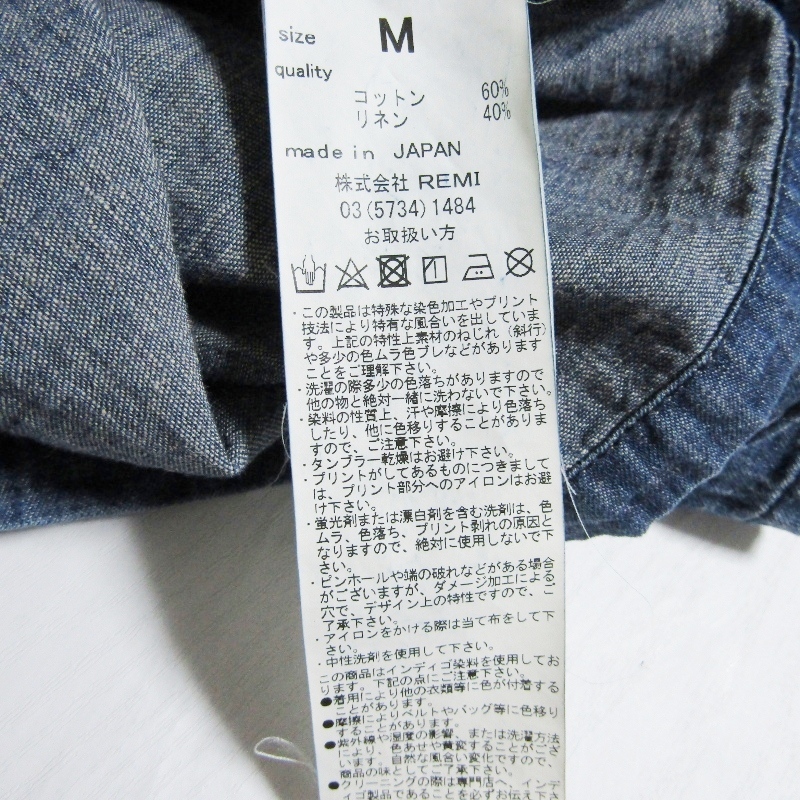 size M
quality
コットン 60%
リネン 40%
made in JAPAN
株式会社 REMI
03(5734)1484
お取扱い方
・この製品は特殊な染色加工やプリント
技法により特有な風合いを出していま
す。上記の特性上素材のねじれ（斜行）
や多少の色ムラ色ブレなどがあります
ことをご理解下さい。
・洗濯の際多少の色落ちがありますので
他の物と絶対一緒に洗わないで下さい。
・染料の性質上、汗や摩擦により色落ち
したり、他に色移りすることがありま
すので、ご注意下さい。
・タンブラー乾燥はお避け下さい。
・プリントがしてあるものにつきまして
は、プリント部分へのアイロンはお避
け下さい。
・蛍光剤または漂白剤を含む洗剤は、色
ムラ、色落ち、プリント剥れの原因と
なりますので、絶対に使用しないで下
さい。
・ピンホールや端の破れなどがある場合
がございますが、ダメージ加工による
穴で、デザイン上の特性ですので、ご
了承下さい。
・アイロンをかける際は当て布をして下
さい。
・中性洗剤を使用して下さい。
この商品はインディゴ染料を使用してお
ります。下記の点にご注意下さい。
●着用により他の衣類等に色が付着する
ことがあります。
●摩擦によりベルトやバッグ等に色移り
することがあります。
●紫外線や湿度の影響、または洗濯方法
により、色あせや黄変することがござ
います。自然な風合い変化ですので、
商品の味としてご了承下さい。
●クリーニングの際は専門店へ、インデ
ィゴ製品であることを必ずお伝え下さ